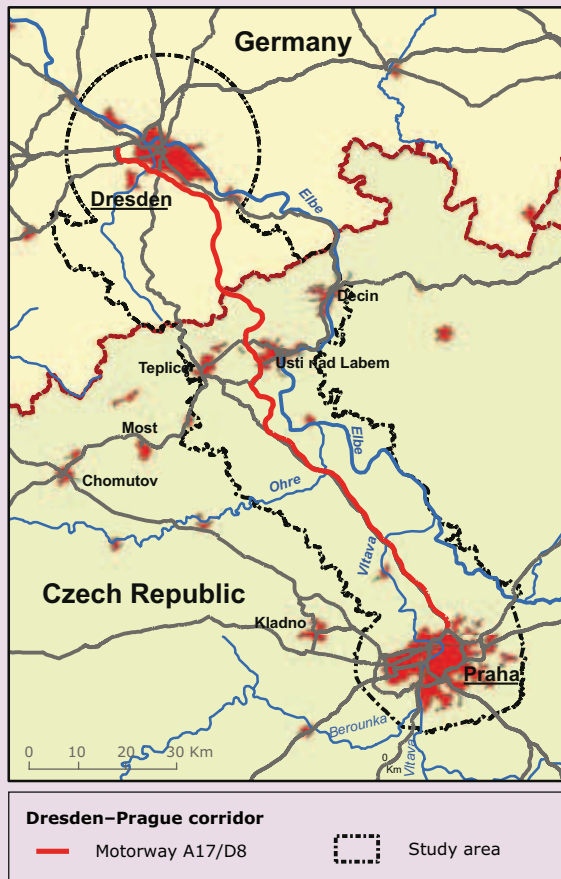 Germany
Dresden
Elbe
Decin
Teplice
Usti nad Labem
Most
Elbe
Chomutov
Ohre
Vltava
Czech Republic
Kladno
Praha
Berounka
Vltava
0 10 20 30 Km
0
Km
Dresden–Prague corridor
Motorway A17/D8
Study area